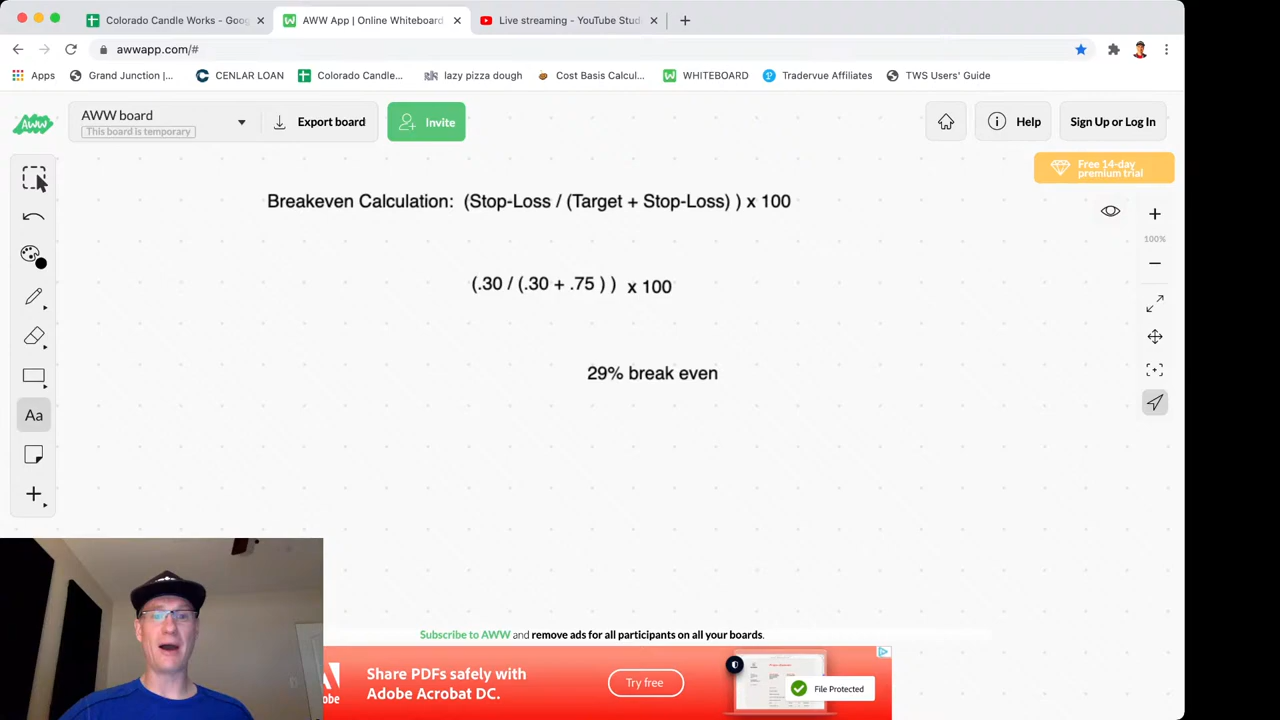 Colorado Candle Works - Goog
AWW App | Online Whiteboard
Live streaming - YouTube Stud
awwapp.com/#
Apps
Grand Junction |...
CENLAR LOAN
Colorado Candle...
lazy pizza dough
Cost Basis Calcul...
WHITEBOARD
Tradervue Affiliates
TWS Users' Guide
AWW
AWW board
This board is temporary
Export board
Invite
Help
Sign Up or Log In
Free 14-day
premium trial
Breakeven Calculation: (Stop-Loss / (Target + Stop-Loss) ) x 100
100%
(.30 / (.30 + .75 ) ) x 100
29% break even
Aa
Subscribe to AWW and remove ads for all participants on all your boards.
Share PDFs safely with
Adobe Acrobat DC.
Try free
File Protected